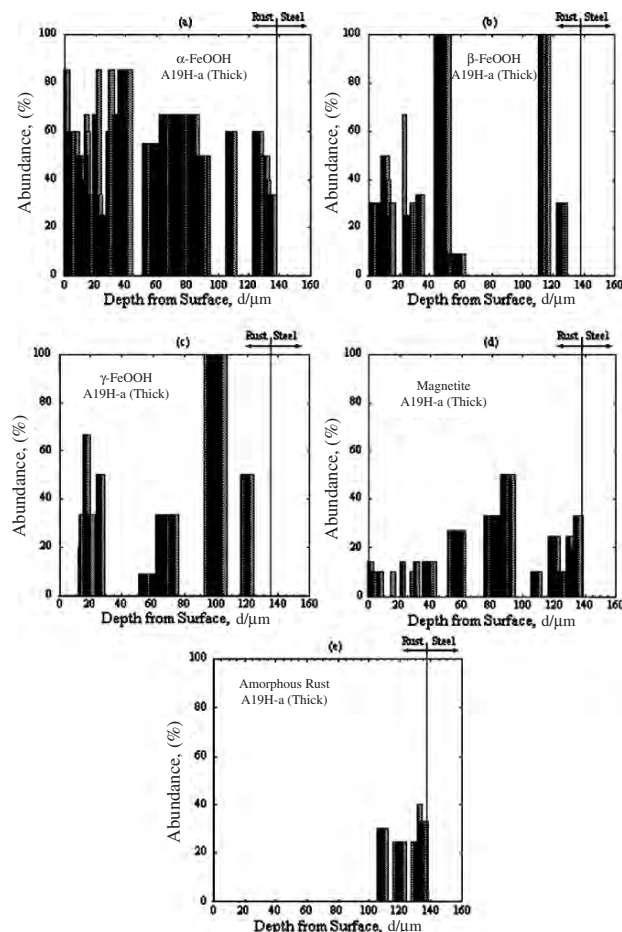 (a)
Rust Steel
α-FeOOH
A19H-a (Thick)
Abundance, (%)
100
80
60
40
20
0
0 20 40 60 80 100 120 140 160
Depth from Surface, d/μm
(b)
Rust Steel
β-FeOOH
A19H-a (Thick)
Abundance, (%)
100
80
60
40
20
0
0 20 40 60 80 100 120 140 160
Depth from Surface, d/μm
(c)
Rust Steel
γ-FeOOH
A19H-a (Thick)
Abundance, (%)
100
80
60
40
20
0
0 20 40 60 80 100 120 140 160
Depth from Surface, d/μm
(d)
Rust Steel
Magnetite
A19H-a (Thick)
Abundance, (%)
100
80
60
40
20
0
0 20 40 60 80 100 120 140 160
Depth from Surface, d/μm
(e)
Rust Steel
Amorphous Rust
A19H-a (Thick)
Abundance, (%)
100
80
60
40
20
0
0 20 40 60 80 100 120 140 160
Depth from Surface, d/μm